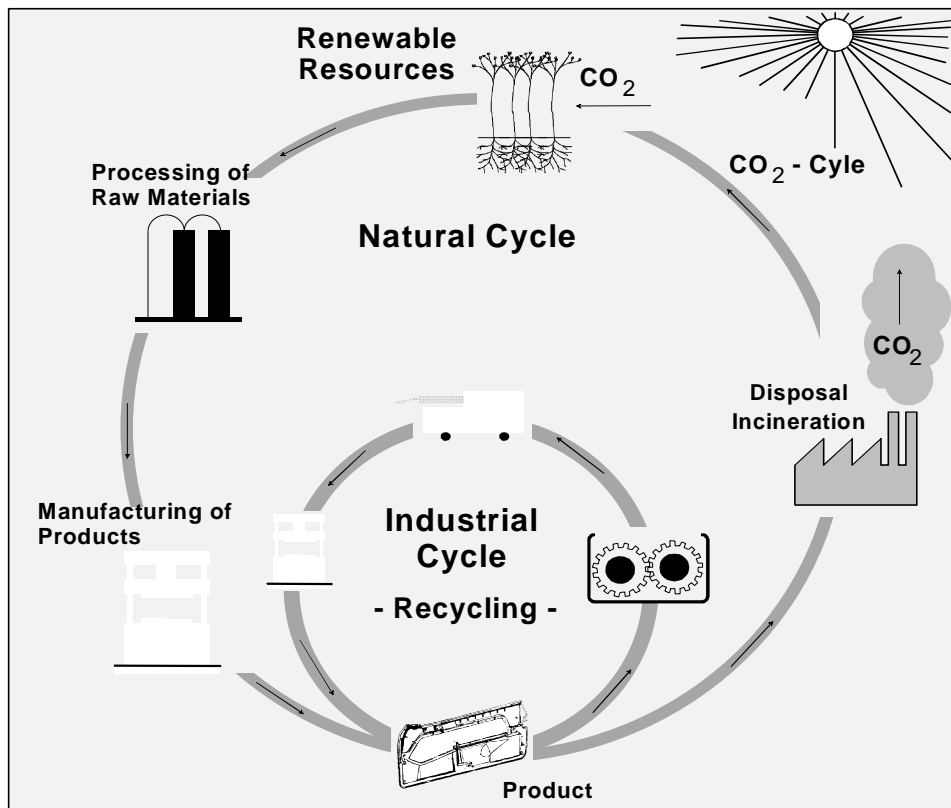 Renewable
Resources
CO2
CO2 - Cyle
Processing of
Raw Materials
Natural Cycle
CO2
Disposal
Incineration
Manufacturing of
Products
Industrial
Cycle
- Recycling -
Product